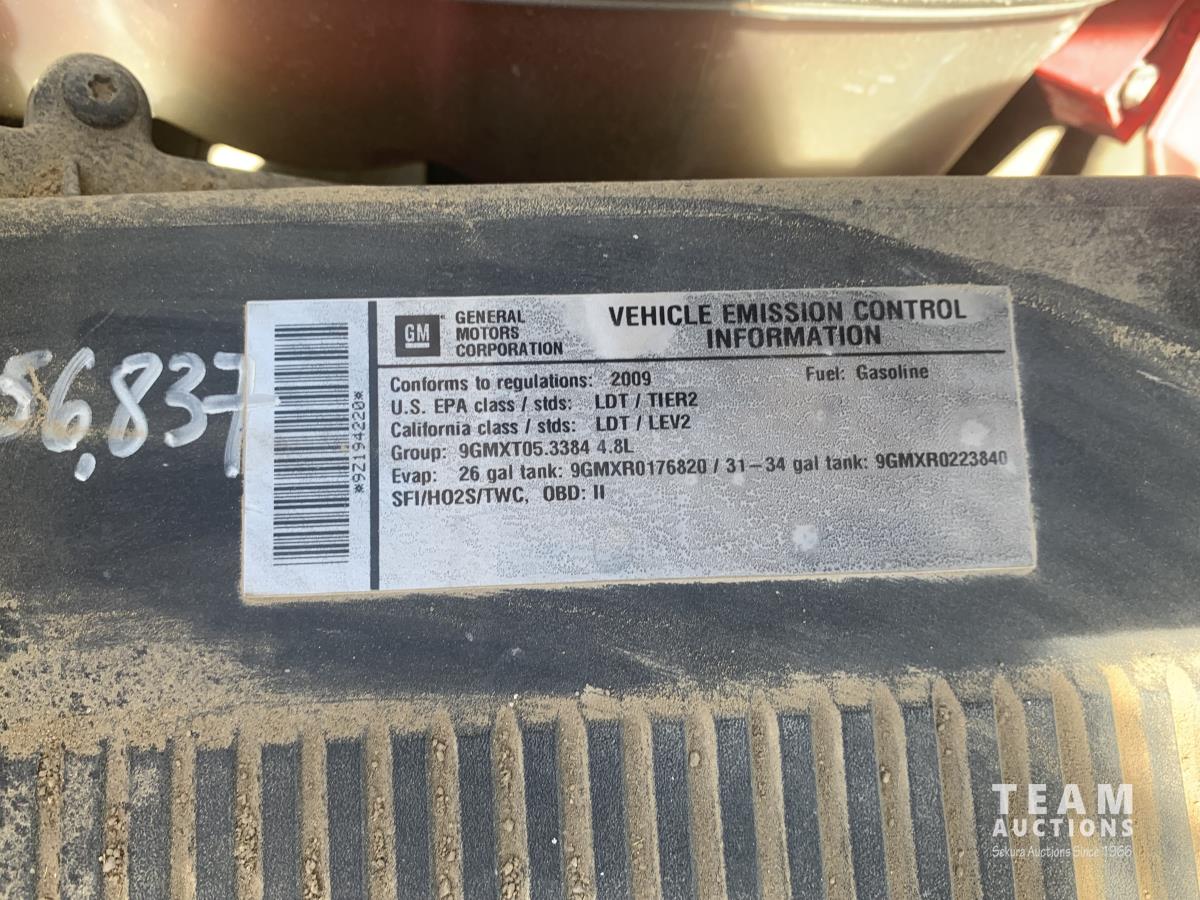 56837
*9Z194220*
GM
GENERAL
MOTORS
CORPORATION
VEHICLE EMISSION CONTROL
INFORMATION
Conforms to regulations: 2009
Fuel: Gasoline
U.S. EPA class / stds: LDT / TIER2
California class / stds: LDT / LEV2
Group: 9GMXT05.3384 4.8L
Evap: 26 gal tank: 9GMXR0176820 / 31-34 gal tank: 9GMXR0223840
SFI/HO2S/TWC, OBD: II
TEAM
AUCTIONS
Sekura Auctions Since 1966